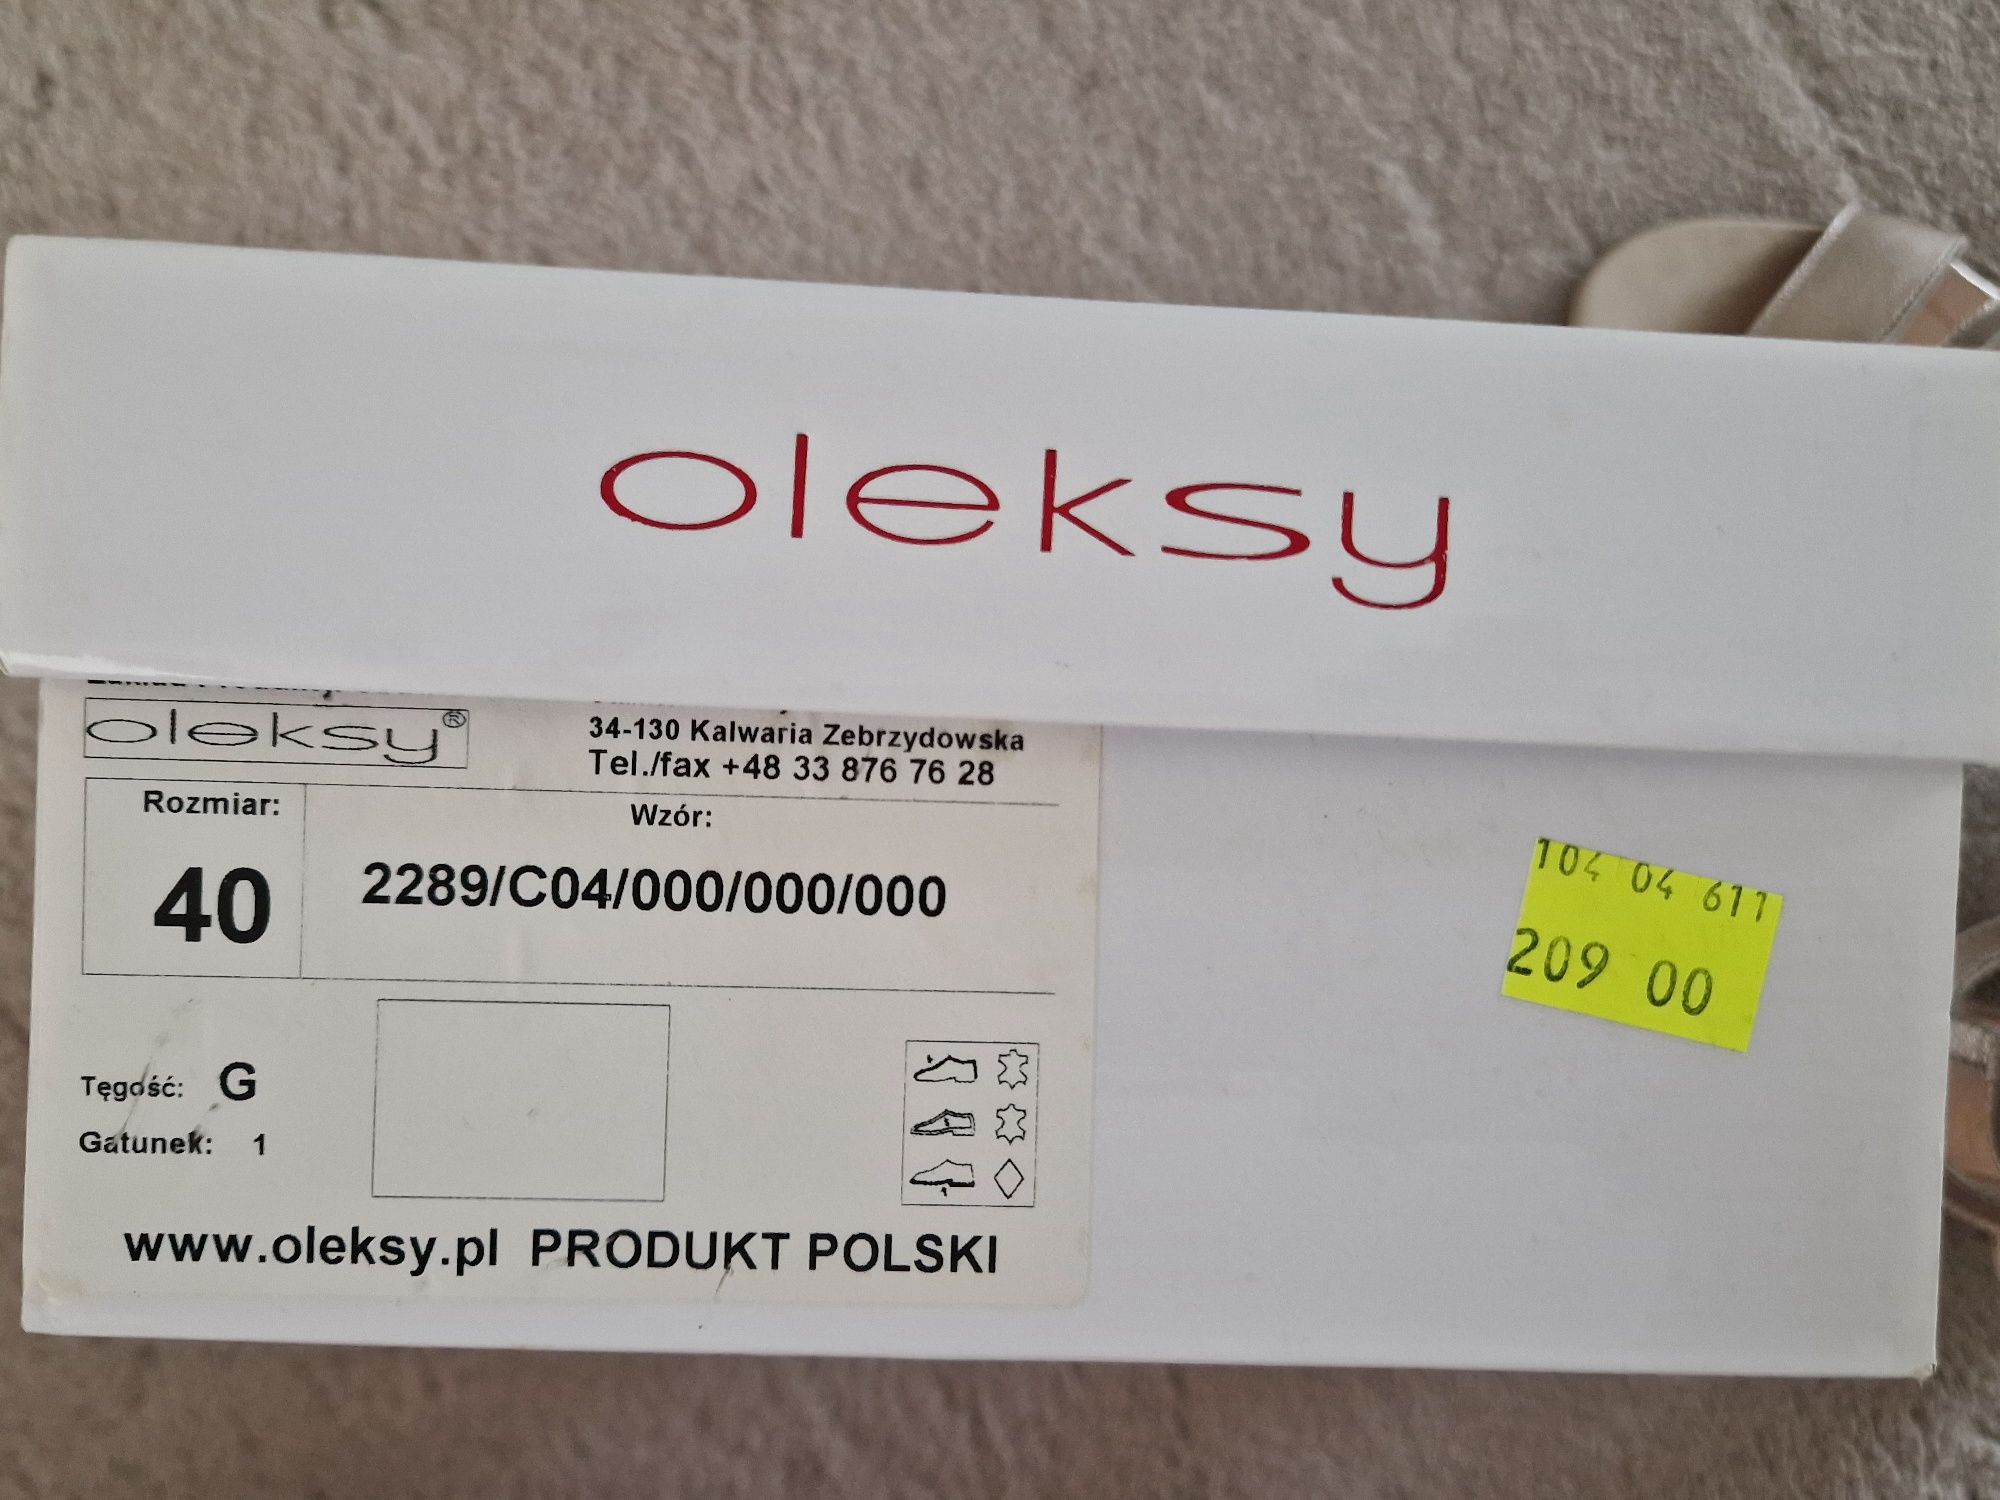 oleksy
oleksy®
34-130 Kalwaria Zebrzydowska
Tel./fax +48 33 876 76 28
Rozmiar:
Wzór:
40
2289/C04/000/000/000
Tęgość: G
Gatunek: 1
www.oleksy.pl PRODUKT POLSKI
104 04 611
209 00